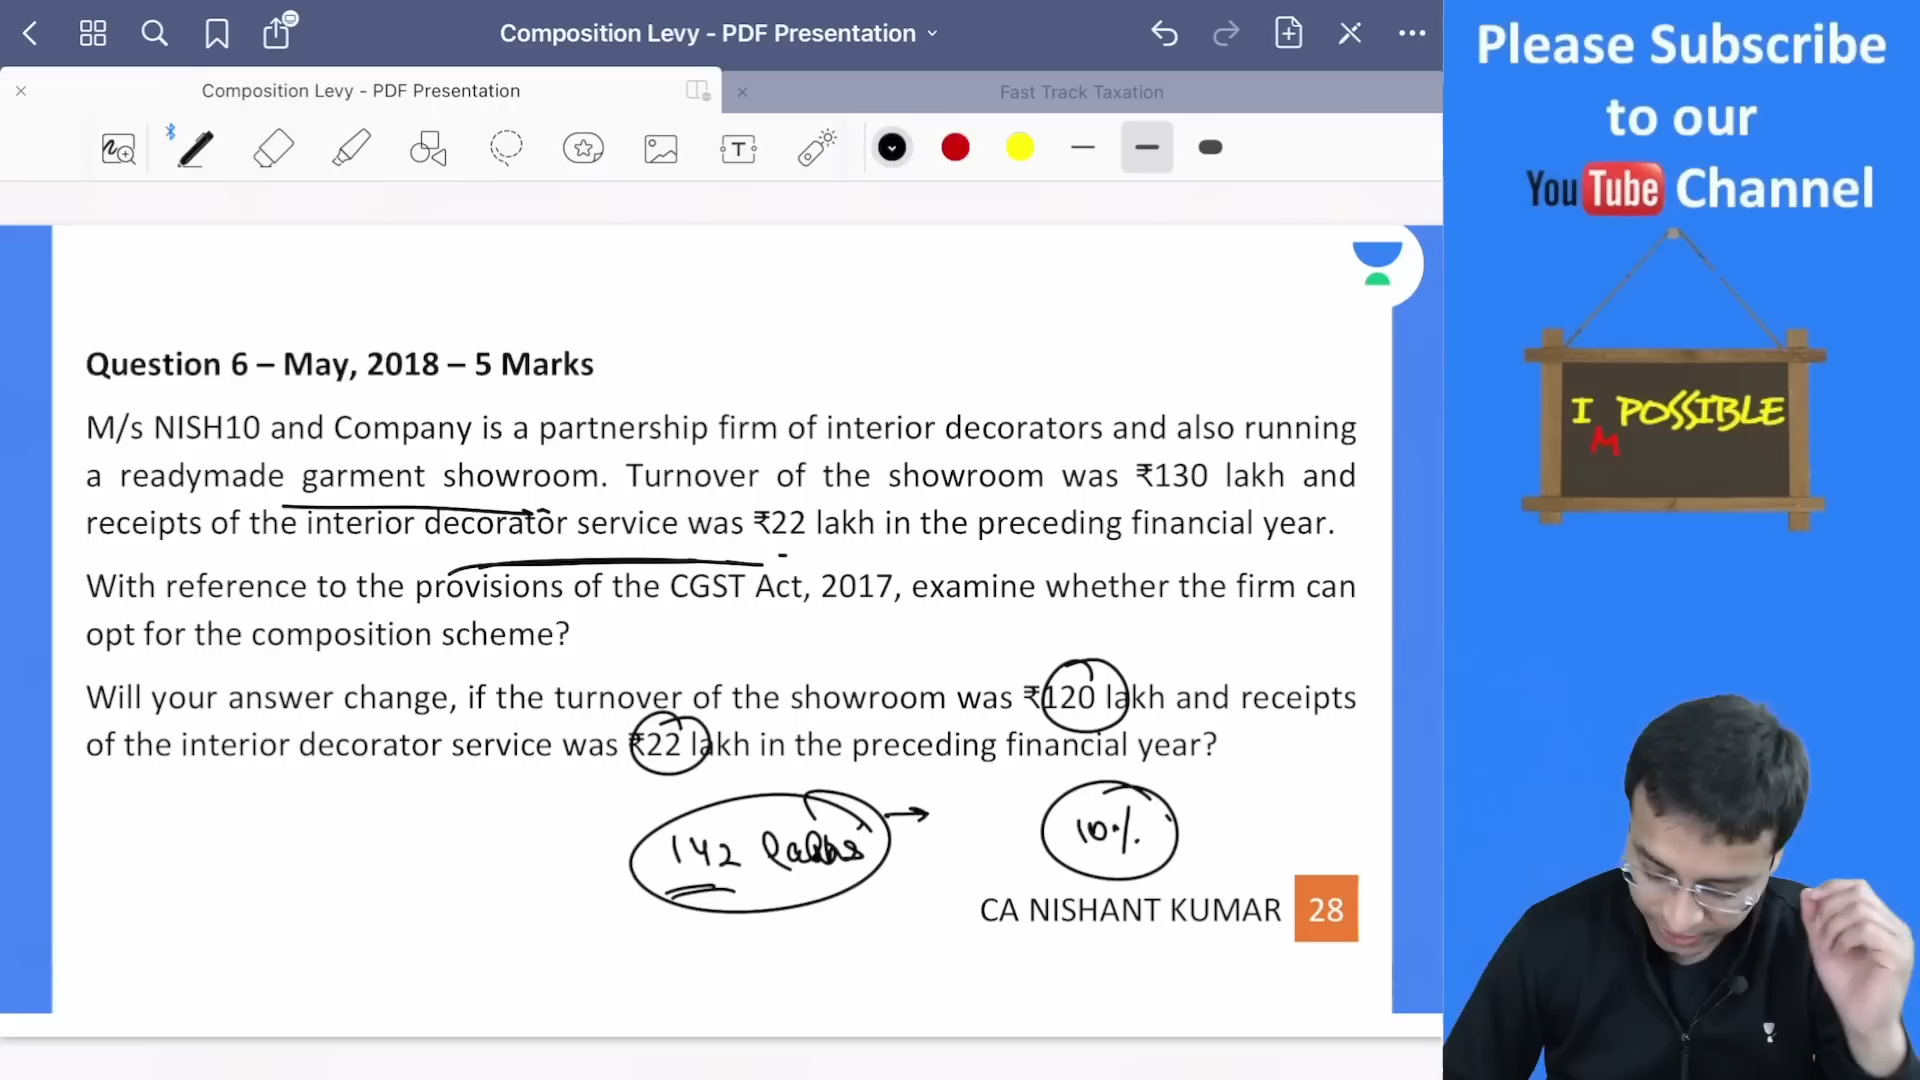 Composition Levy - PDF Presentation
Composition Levy - PDF Presentation
Fast Track Taxation
T
Please Subscribe
to our
YouTube Channel
I POSSIBLE
M
Question 6 – May, 2018 – 5 Marks
M/s NISH10 and Company is a partnership firm of interior decorators and also running
a readymade garment showroom. Turnover of the showroom was ₹130 lakh and
receipts of the interior decorator service was ₹22 lakh in the preceding financial year.
With reference to the provisions of the CGST Act, 2017, examine whether the firm can
opt for the composition scheme?
Will your answer change, if the turnover of the showroom was ₹120 lakh and receipts
of the interior decorator service was ₹22 lakh in the preceding financial year?
142 lakhs
10%
CA NISHANT KUMAR 28